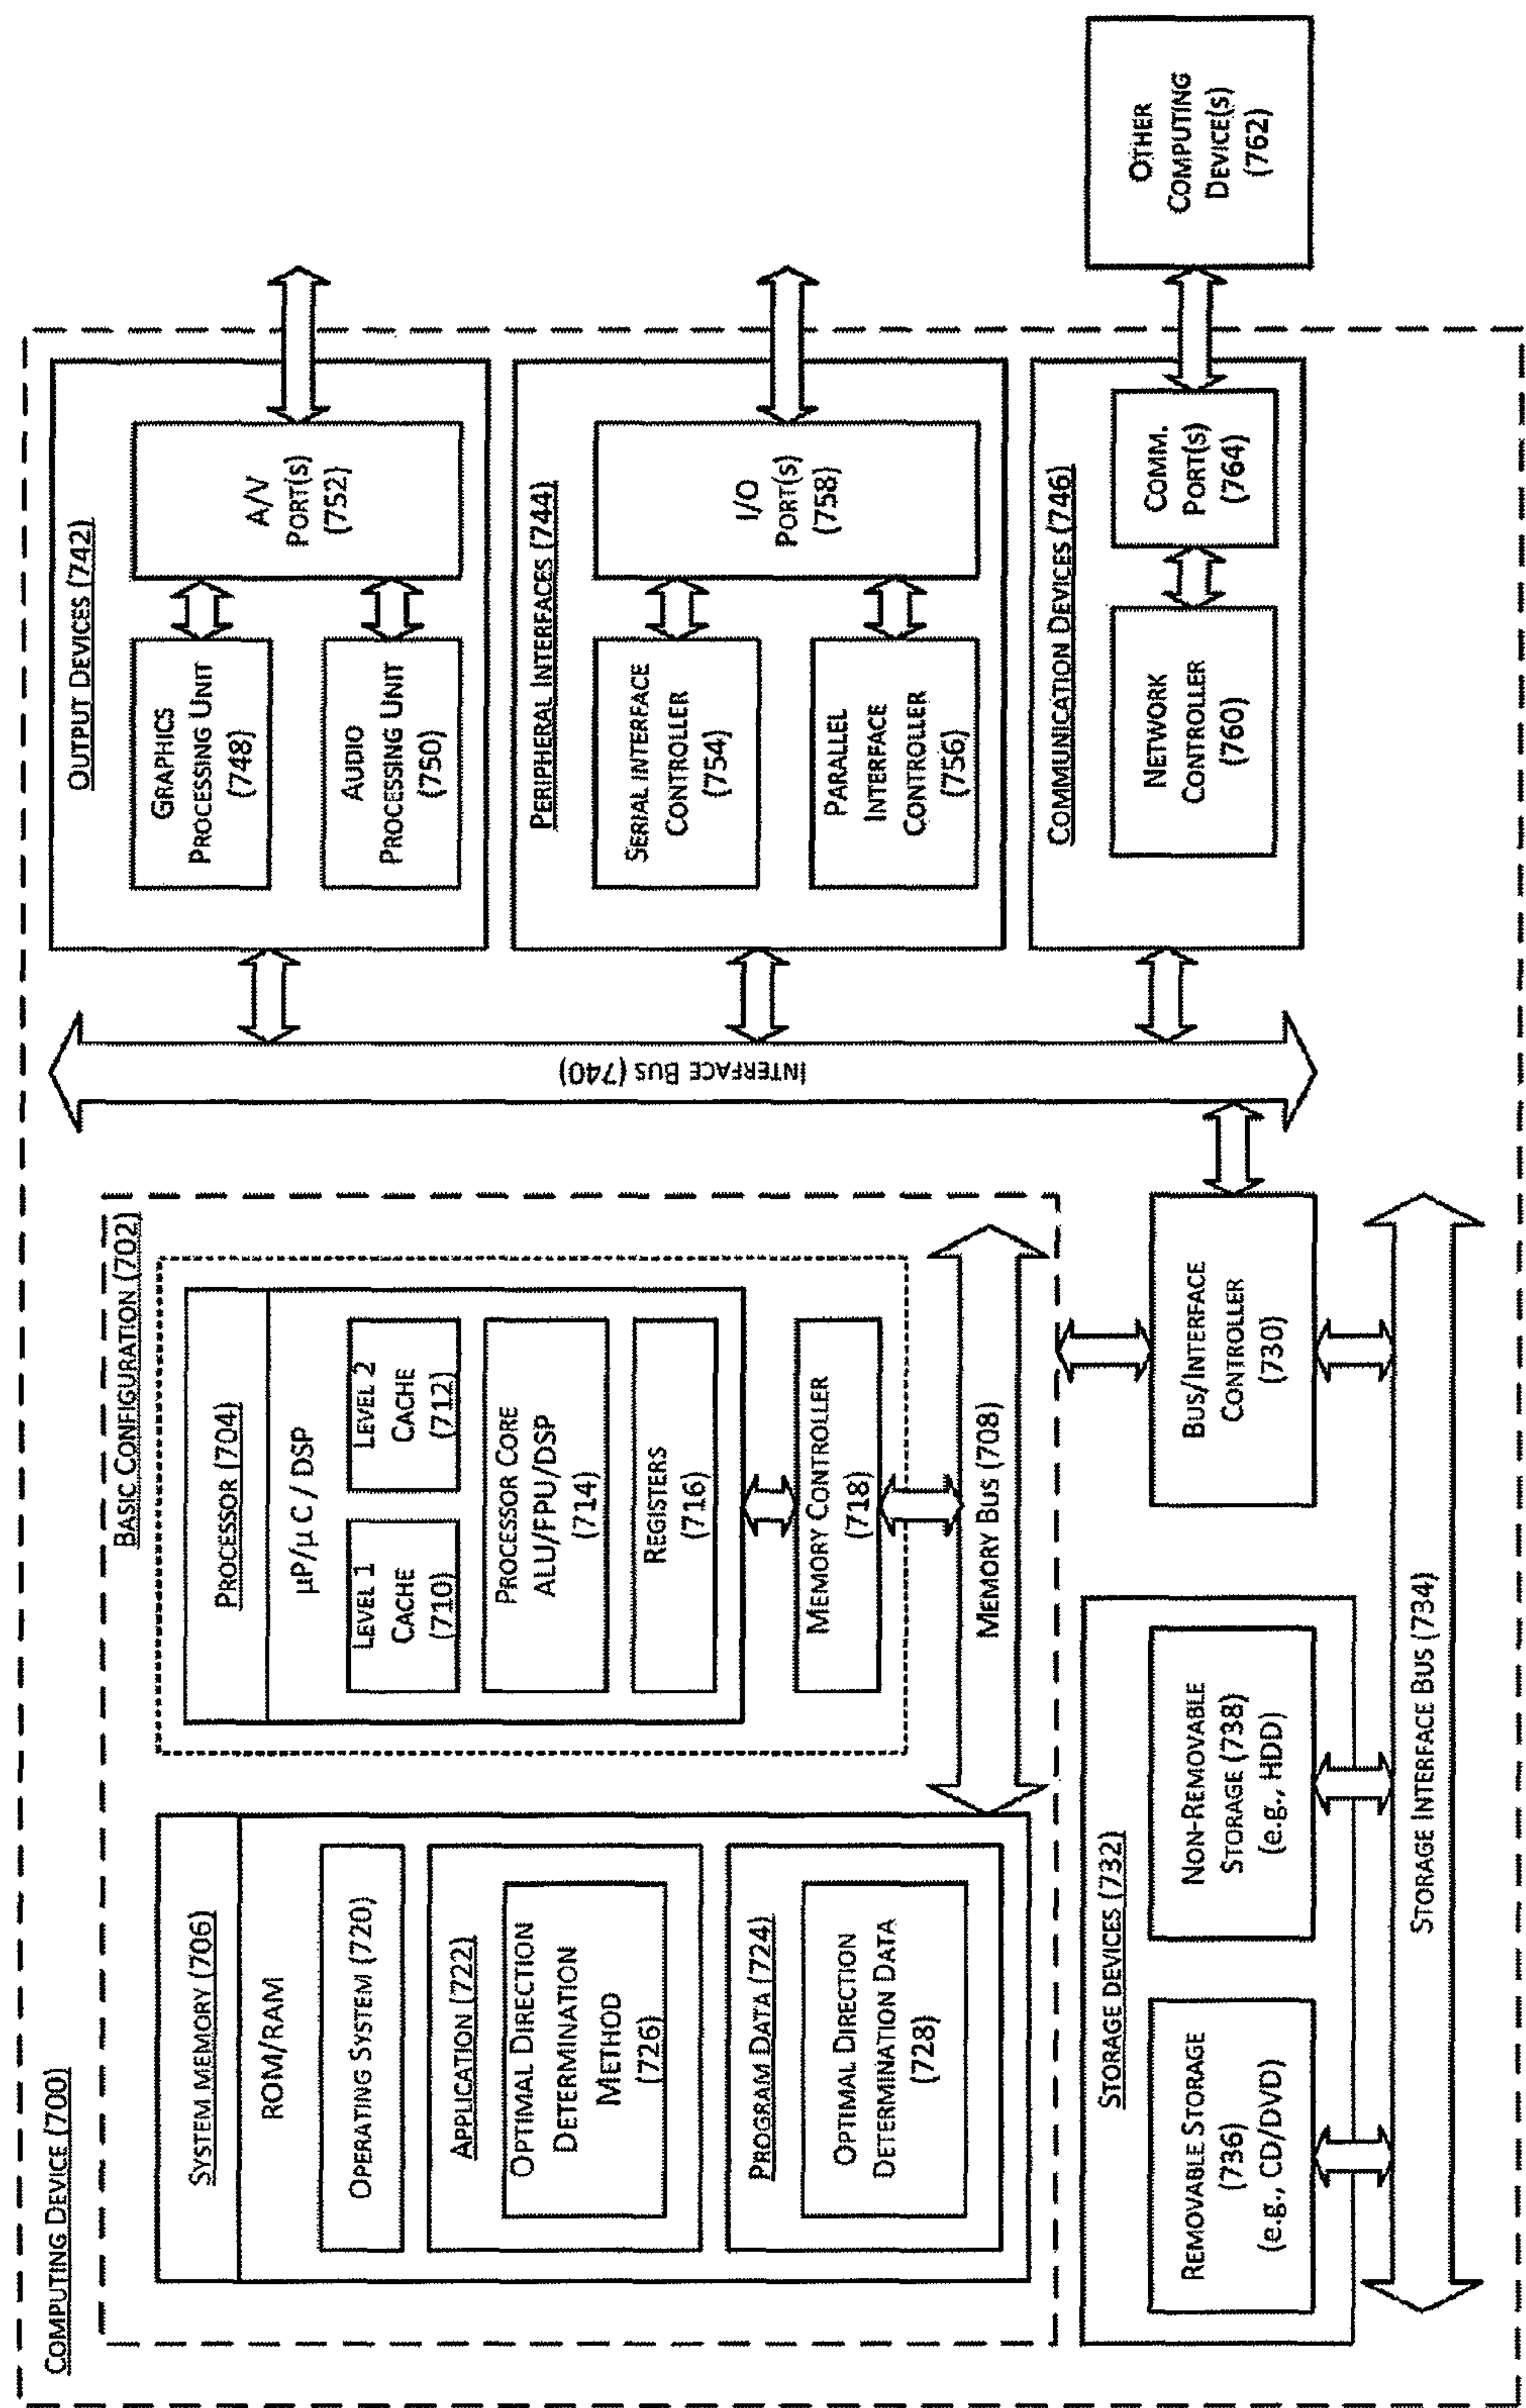 COMPUTING DEVICE (700)
BASIC CONFIGURATION (702)
SYSTEM MEMORY (706)
ROM/RAM
OPERATING SYSTEM (720)
APPLICATION (722)
OPTIMAL DIRECTION
DETERMINATION
METHOD
(726)
PROGRAM DATA (724)
OPTIMAL DIRECTION
DETERMINATION DATA
(728)
PROCESSOR (704)
µP/µC / DSP
LEVEL 1
CACHE
(710)
LEVEL 2
CACHE
(712)
PROCESSOR CORE
ALU/FPU/DSP
(714)
REGISTERS
(716)
MEMORY CONTROLLER
(718)
MEMORY BUS (708)
BUS/INTERFACE
CONTROLLER
(730)
STORAGE DEVICES (732)
REMOVABLE STORAGE
(736)
(e.g., CD/DVD)
NON-REMOVABLE
STORAGE (738)
(e.g., HDD)
STORAGE INTERFACE BUS (734)
INTERFACE BUS (740)
OUTPUT DEVICES (742)
GRAPHICS
PROCESSING UNIT
(748)
AUDIO
PROCESSING UNIT
(750)
A/V
PORT(S)
(752)
PERIPHERAL INTERFACES (744)
SERIAL INTERFACE
CONTROLLER
(754)
PARALLEL
INTERFACE
CONTROLLER
(756)
I/O
PORT(S)
(758)
COMMUNICATION DEVICES (746)
NETWORK
CONTROLLER
(760)
COMM.
PORT(S)
(764)
OTHER
COMPUTING
DEVICE(S)
(762)